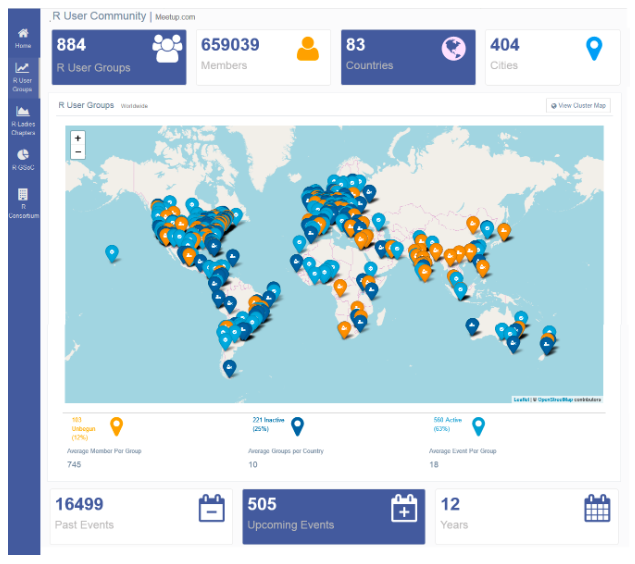 R User Community | Meetup.com
Home
R User
Groups
R Ladies
Chapters
R GSoC
R
Consortium
884
R User Groups
659039
Members
83
Countries
404
Cities
R User Groups Worldwide
View Cluster Map
+
−
Leaflet | © OpenStreetMap contributors
Unbegun
(12%)
221 Inactive
(25%)
560 Active
(63%)
Average Member Per Group
745
Average Groups per Country
10
Average Event Per Group
18
16499
Past Events
505
Upcoming Events
12
Years